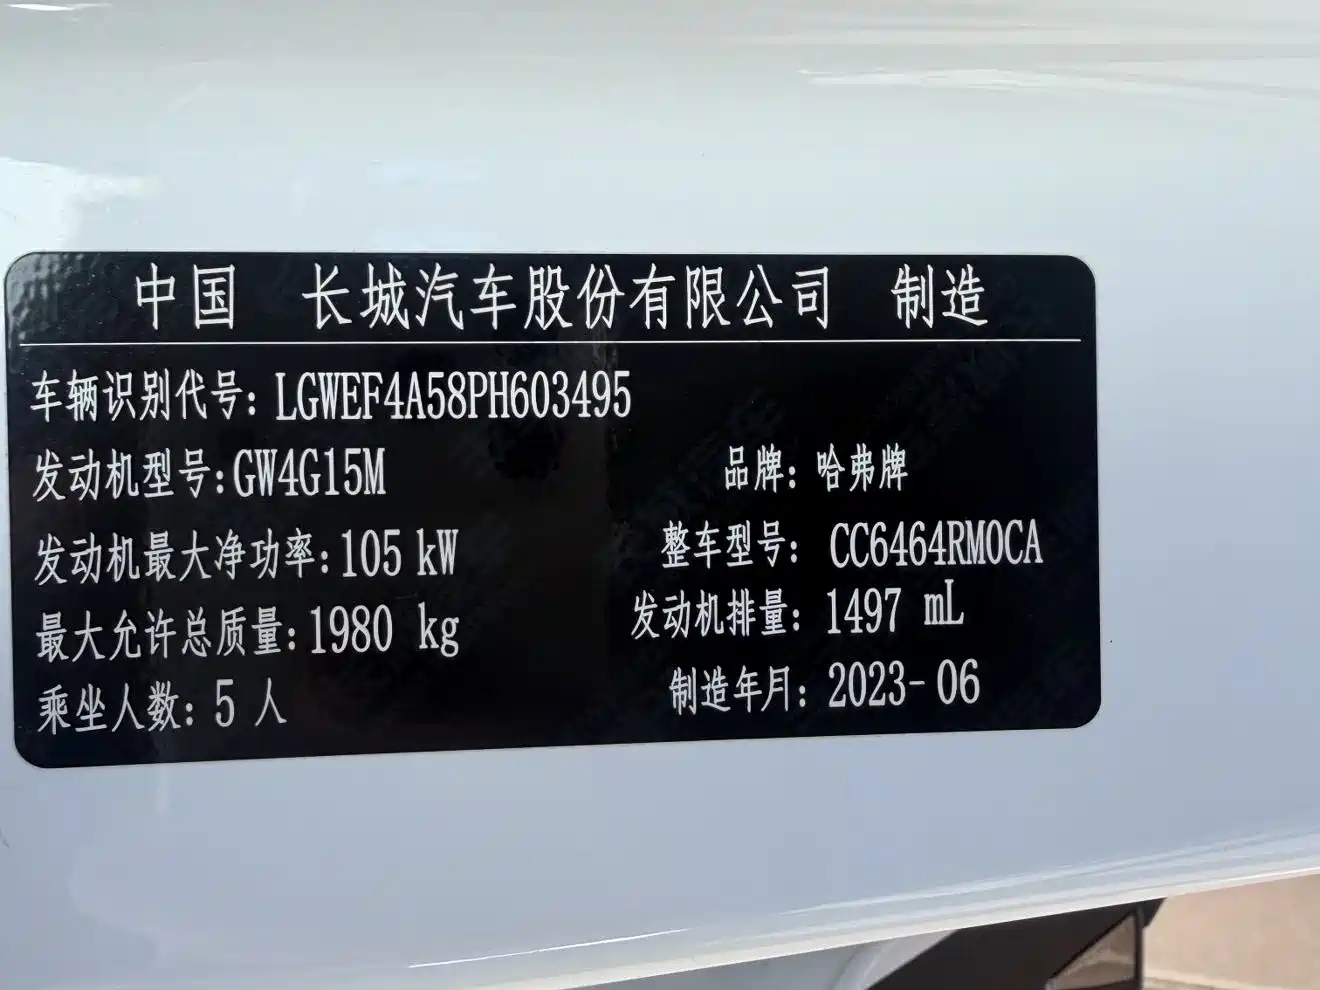 中国 长城汽车股份有限公司 制造
车辆识别代号: LGWEF4A58PH603495
发动机型号: GW4G15M
品牌: 哈弗牌
发动机最大净功率: 105 kW
整车型号: CC6464RM0CA
最大允许总质量: 1980 kg
发动机排量: 1497 mL
乘坐人数: 5 人
制造年月: 2023-06